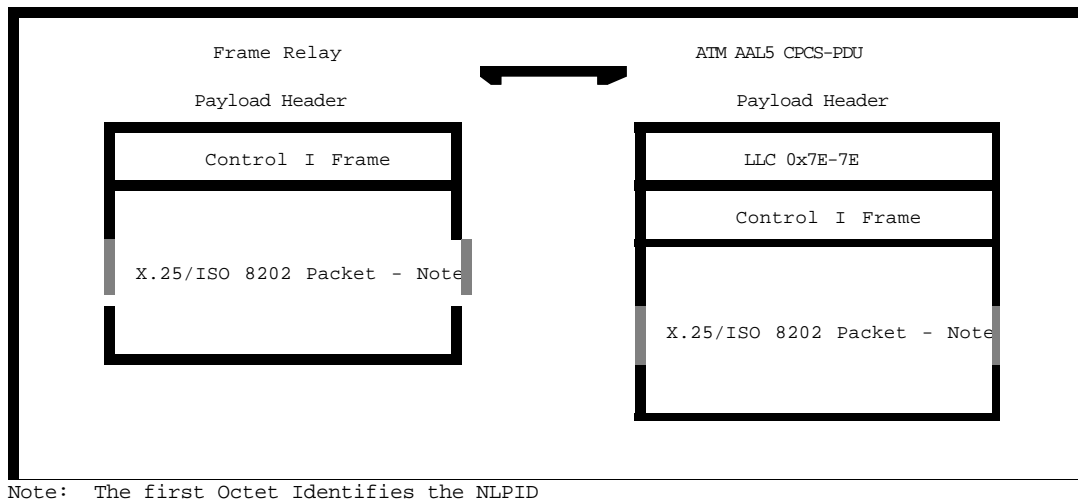 Frame Relay
ATM AAL5 CPCS-PDU
Payload Header
Payload Header
Control I Frame
LLC 0x7E-7E
Control I Frame
X.25/ISO 8202 Packet - Note
X.25/ISO 8202 Packet - Note
Note: The first Octet Identifies the NLPID